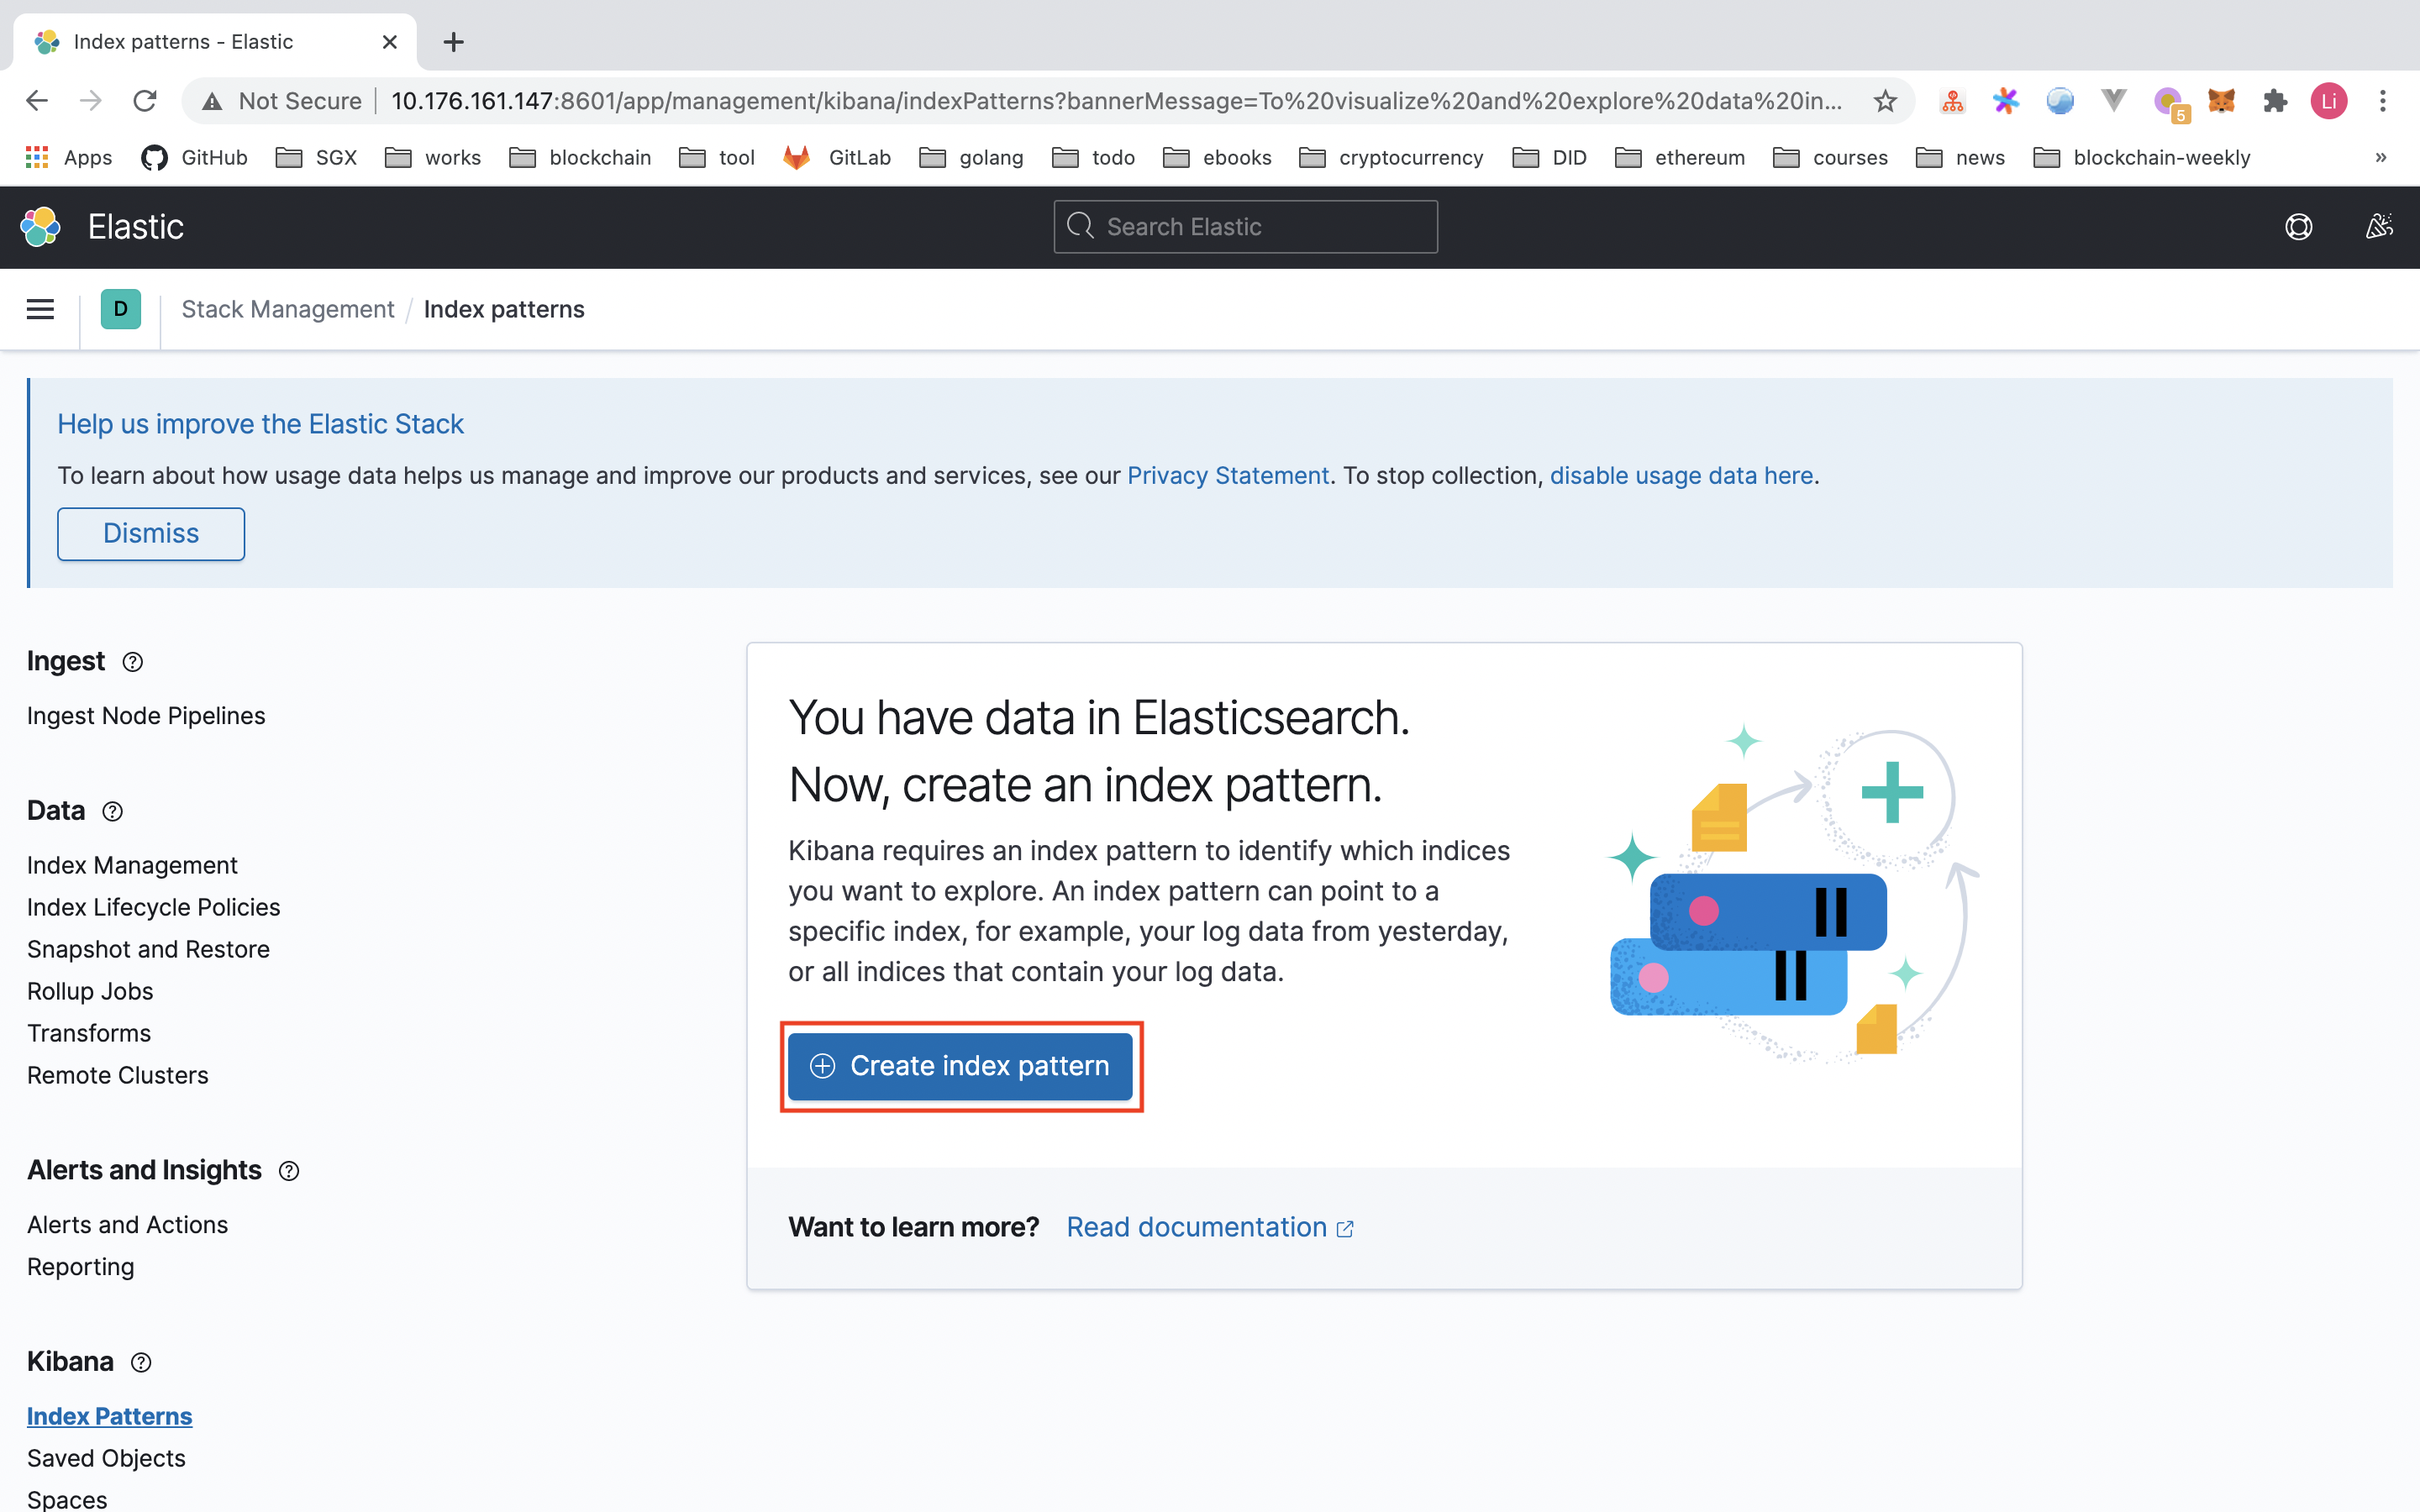 Index patterns - Elastic
Not Secure 10.176.161.147:8601/app/management/kibana/indexPatterns?bannerMessage=To%20visualize%20and%20explore%20data%20in...
5
Li
Apps GitHub SGX works blockchain tool GitLab golang todo ebooks cryptocurrency DID ethereum courses news blockchain-weekly »
Elastic
Search Elastic
D Stack Management / Index patterns
Help us improve the Elastic Stack
To learn about how usage data helps us manage and improve our products and services, see our Privacy Statement. To stop collection, disable usage data here.
Dismiss
Ingest
Ingest Node Pipelines
Data
Index Management
Index Lifecycle Policies
Snapshot and Restore
Rollup Jobs
Transforms
Remote Clusters
Alerts and Insights
Alerts and Actions
Reporting
Kibana
Index Patterns
Saved Objects
Spaces
You have data in Elasticsearch.
Now, create an index pattern.
Kibana requires an index pattern to identify which indices
you want to explore. An index pattern can point to a
specific index, for example, your log data from yesterday,
or all indices that contain your log data.
Create index pattern
Want to learn more? Read documentation